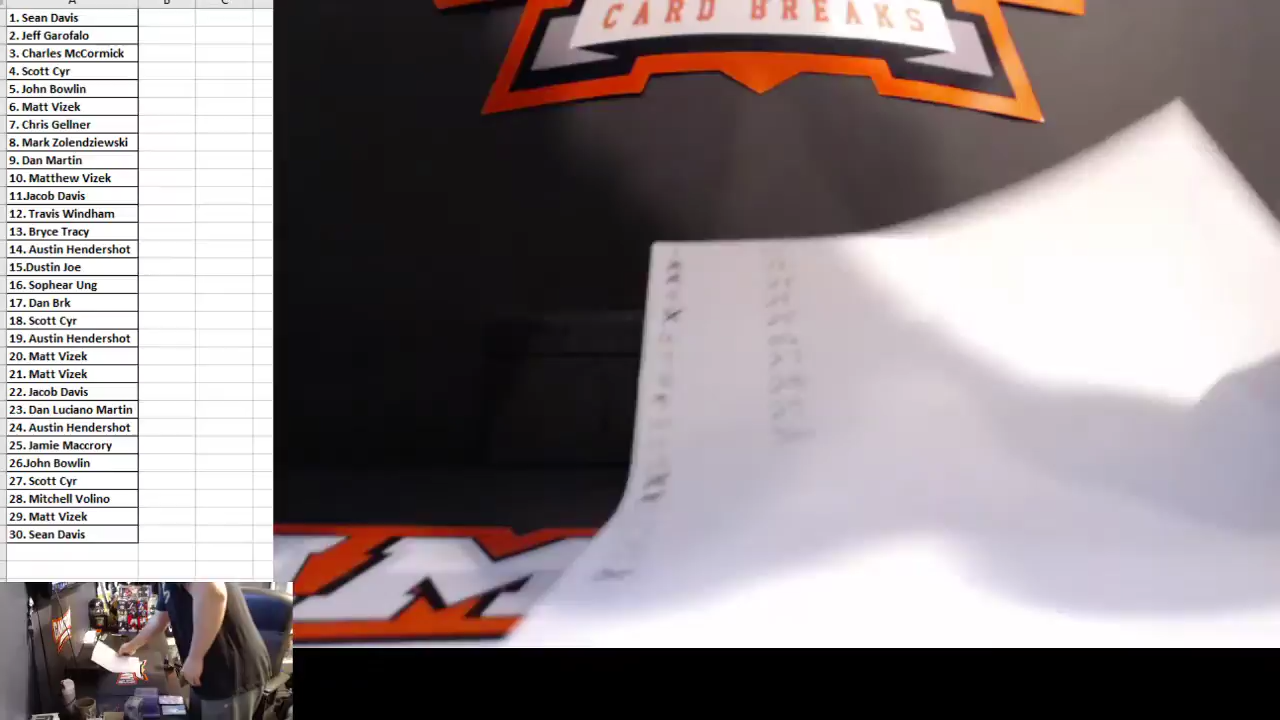 A B C
1. Sean Davis
2. Jeff Garofalo
3. Charles McCormick
4. Scott Cyr
5. John Bowlin
6. Matt Vizek
7. Chris Gellner
8. Mark Zolendziewski
9. Dan Martin
10. Matthew Vizek
11.Jacob Davis
12. Travis Windham
13. Bryce Tracy
14. Austin Hendershot
15.Dustin Joe
16. Sophear Ung
17. Dan Brk
18. Scott Cyr
19. Austin Hendershot
20. Matt Vizek
21. Matt Vizek
22. Jacob Davis
23. Dan Luciano Martin
24. Austin Hendershot
25. Jamie Maccrory
26.John Bowlin
27. Scott Cyr
28. Mitchell Volino
29. Matt Vizek
30. Sean Davis
CARD BREAKS